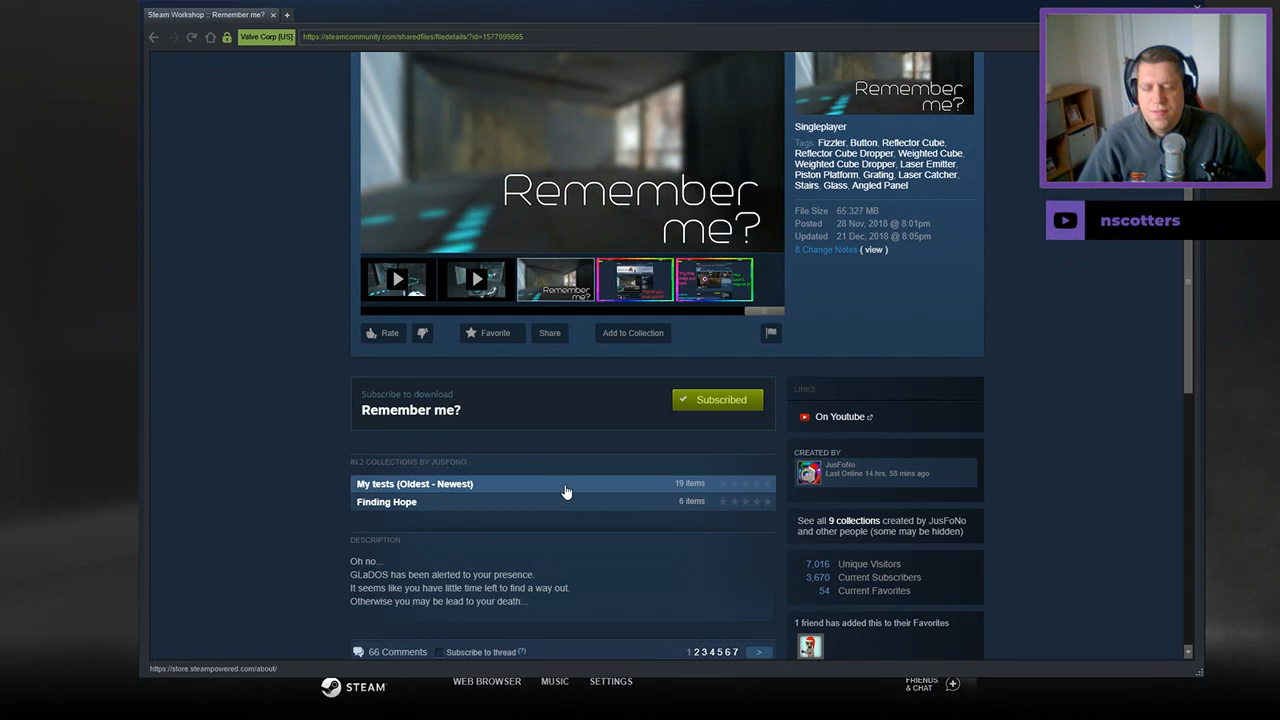 Steam Workshop :: Remember me?
Valve Corp [US]
https://steamcommunity.com/sharedfiles/filedetails/?id=1577099865
Remember
me?
Remember
me?
Singleplayer
Tags: Fizzler, Button, Reflector Cube,
Reflector Cube Dropper, Weighted Cube,
Weighted Cube Dropper, Laser Emitter,
Piston Platform, Grating, Laser Catcher,
Stairs, Glass, Angled Panel
File Size 65.327 MB
Posted 28 Nov, 2018 @ 8:01pm
Updated 21 Dec, 2018 @ 8:05pm
8 Change Notes ( view )
nscotters
Remember
me?
Rate
Favorite
Share
Add to Collection
Subscribe to download
Remember me?
Subscribed
LINKS
On Youtube
IN 2 COLLECTIONS BY JUSFONO
My tests (Oldest - Newest) 19 items
Finding Hope 6 items
CREATED BY
JusFoNo
Last Online 14 hrs, 58 mins ago
See all 9 collections created by JusFoNo
and other people (some may be hidden)
DESCRIPTION
Oh no...
GLaDOS has been alerted to your presence.
It seems like you have little time left to find a way out.
Otherwise you may be lead to your death...
7,016 Unique Visitors
3,670 Current Subscribers
54 Current Favorites
1 friend has added this to their Favorites
66 Comments Subscribe to thread (?) 1 2 3 4 5 6 7 >
https://store.steampowered.com/about/
STEAM
WEB BROWSER
MUSIC
SETTINGS
FRIENDS
& CHAT